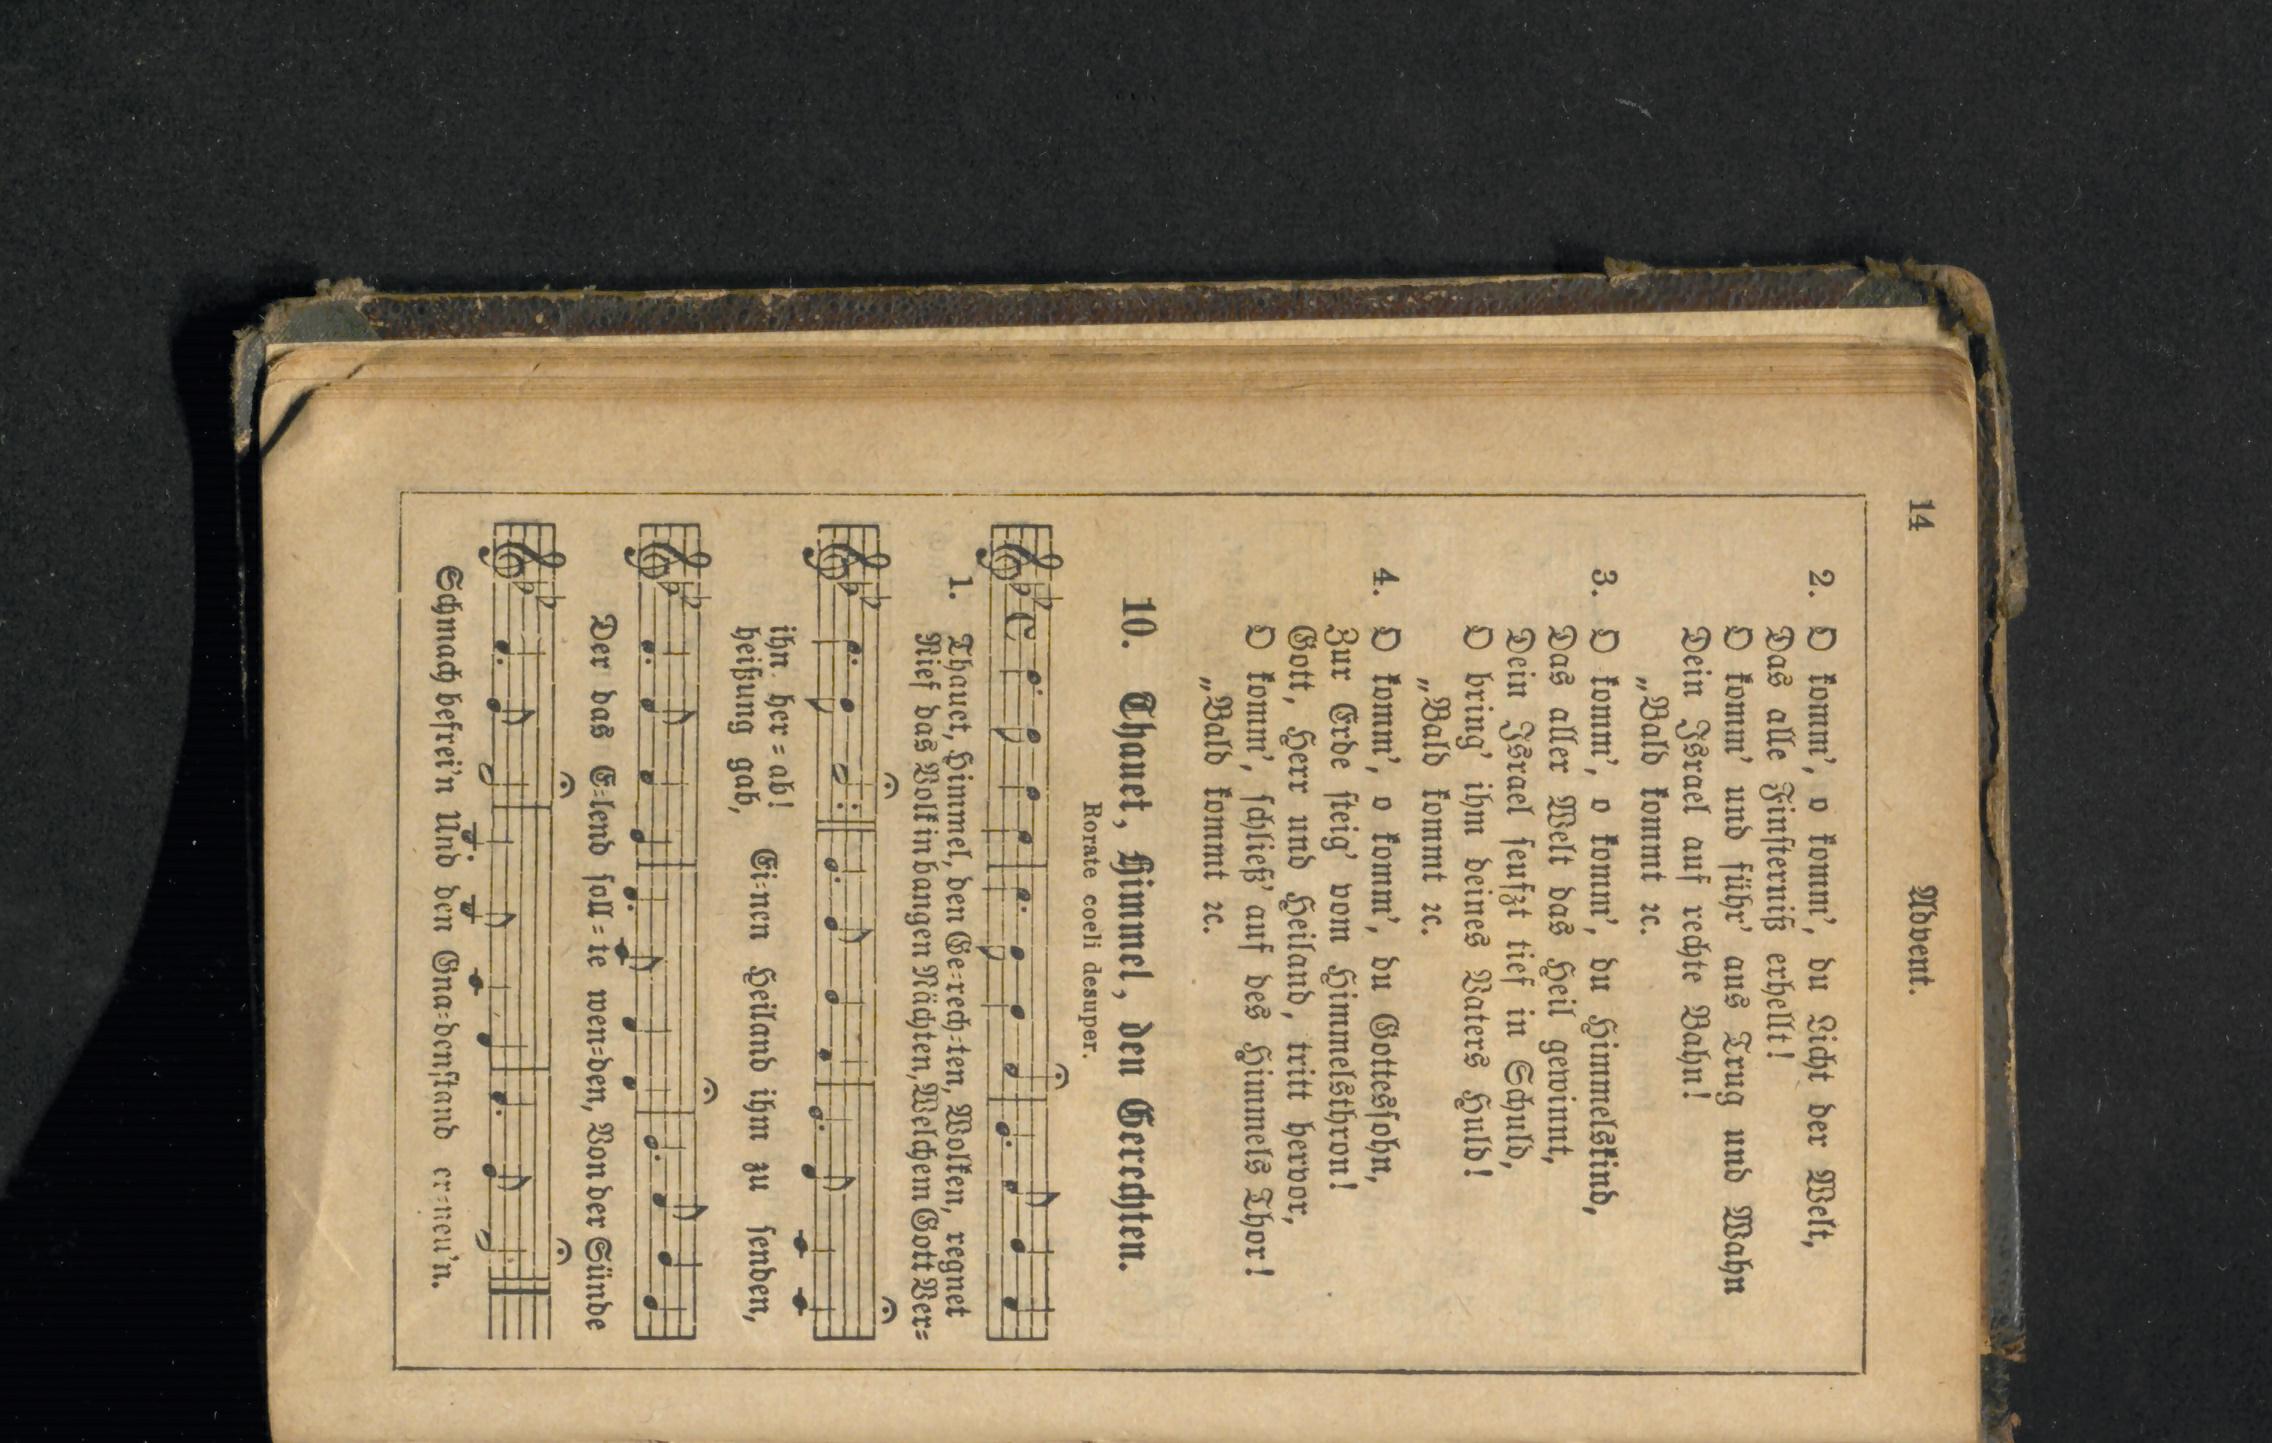 14
Advent.
2. O komm', o komm', du Licht der Welt,
Das alle Finsterniß erhellt!
O komm' und führ' aus Trug und Wahn
Dein Israel auf rechte Bahn!
„Bald kommt ꝛc.
3. O komm', o komm', du Himmelskind,
Das aller Welt das Heil gewinnt,
Dein Israel seufzt tief in Schuld,
O bring' ihm deines Vaters Huld!
„Bald kommt ꝛc.
4. O komm', o komm', du Gottessohn,
Zur Erde steig' vom Himmelsthron!
Gott, Herr und Heiland, tritt hervor,
O komm', schließ' auf des Himmels Thor!
„Bald kommt ꝛc.
10. Thauet, Himmel, den Gerechten.
Rorate coeli desuper.
1. Thauet, Himmel, den Ge=rech=ten, Wolken, regnet
Rief das Volk in bangen Nächten, Welchem Gott Ver=
ihn her=ab!
heißung gab,
Ei=nen Heiland ihm zu senden,
Der das E=lend soll=te wen=den, Von der Sünde
Schmach befrei'n Und den Gna=denstand er=neu'n.